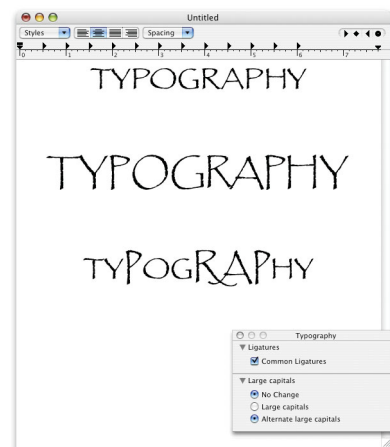 Untitled
Styles Spacing
0 1 2 3 4 5 6 7
TYPOGRAPHY
TYPOGRAPHY
TYPOGRAPHY
Typography
Ligatures
Common Ligatures
Large capitals
No Change
Large capitals
Alternate large capitals